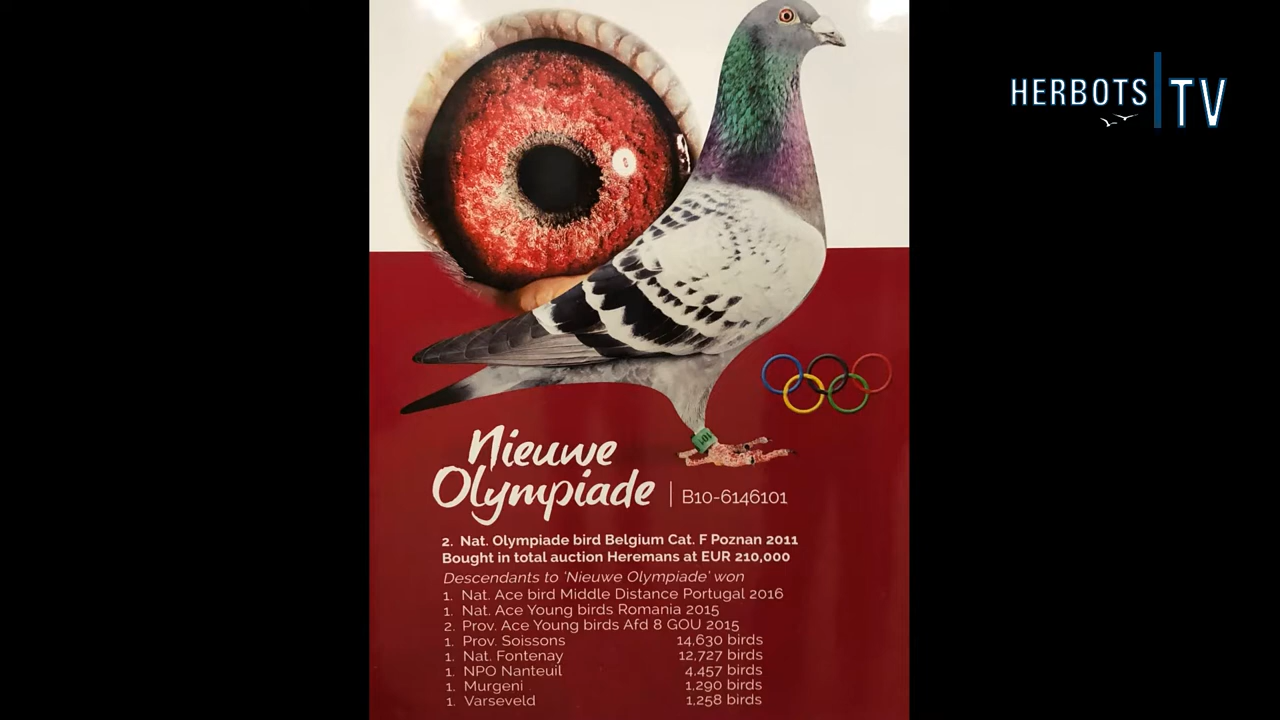 HERBOTS TV
101
Nieuwe
Olympiade | B10-6146101
2. Nat. Olympiade bird Belgium Cat. F Poznan 2011
Bought in total auction Heremans at EUR 210,000
Descendants to 'Nieuwe Olympiade' won
1. Nat. Ace bird Middle Distance Portugal 2016
1. Nat. Ace Young birds Romania 2015
2. Prov. Ace Young birds Afd 8 GOU 2015
1. Prov. Soissons 14,630 birds
1. Nat. Fontenay 12,727 birds
1. NPO Nanteuil 4,457 birds
1. Murgeni 1,290 birds
1. Varseveld 1,258 birds